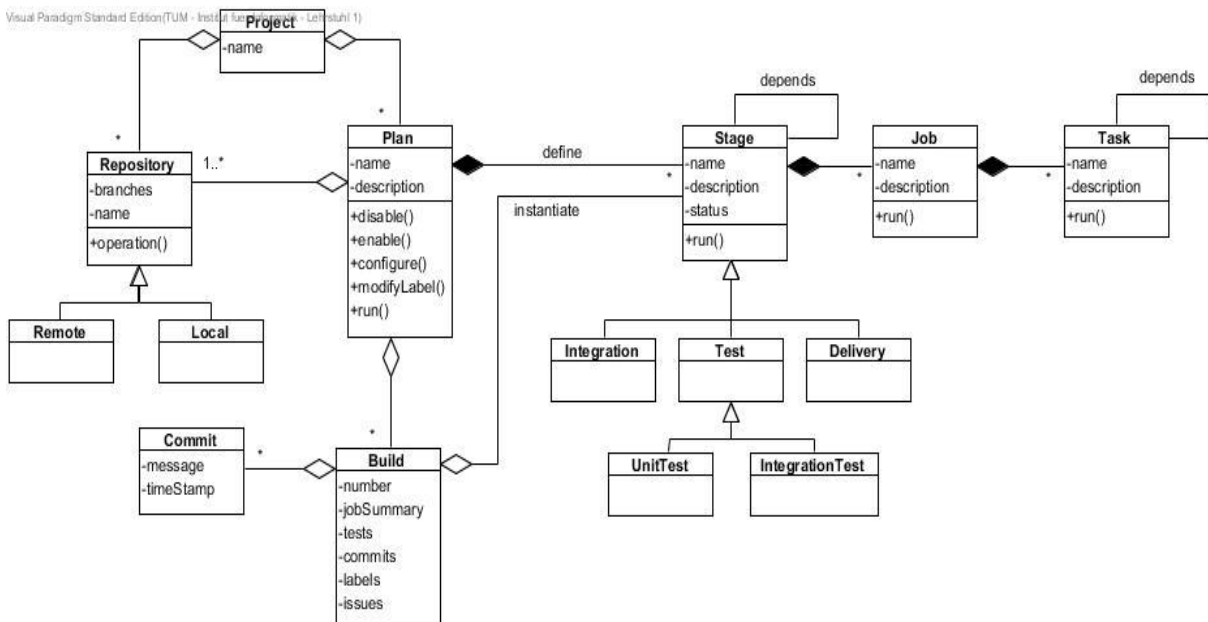 Visual Paradigm Standard Edition(TUM - Institut fuer Informatik - Lehrstuhl 1)
Project
-name
*
*
Repository
-branches
-name
+operation()
1..*
Remote
Local
Plan
-name
-description
+disable()
+enable()
+configure()
+modifyLabel()
+run()
define
*
instantiate
depends
Stage
-name
-description
-status
+run()
*
Job
-name
-description
+run()
*
depends
Task
-name
-description
+run()
Integration
Test
Delivery
UnitTest
IntegrationTest
Commit
-message
-timeStamp
*
*
Build
-number
-jobSummary
-tests
-commits
-labels
-issues